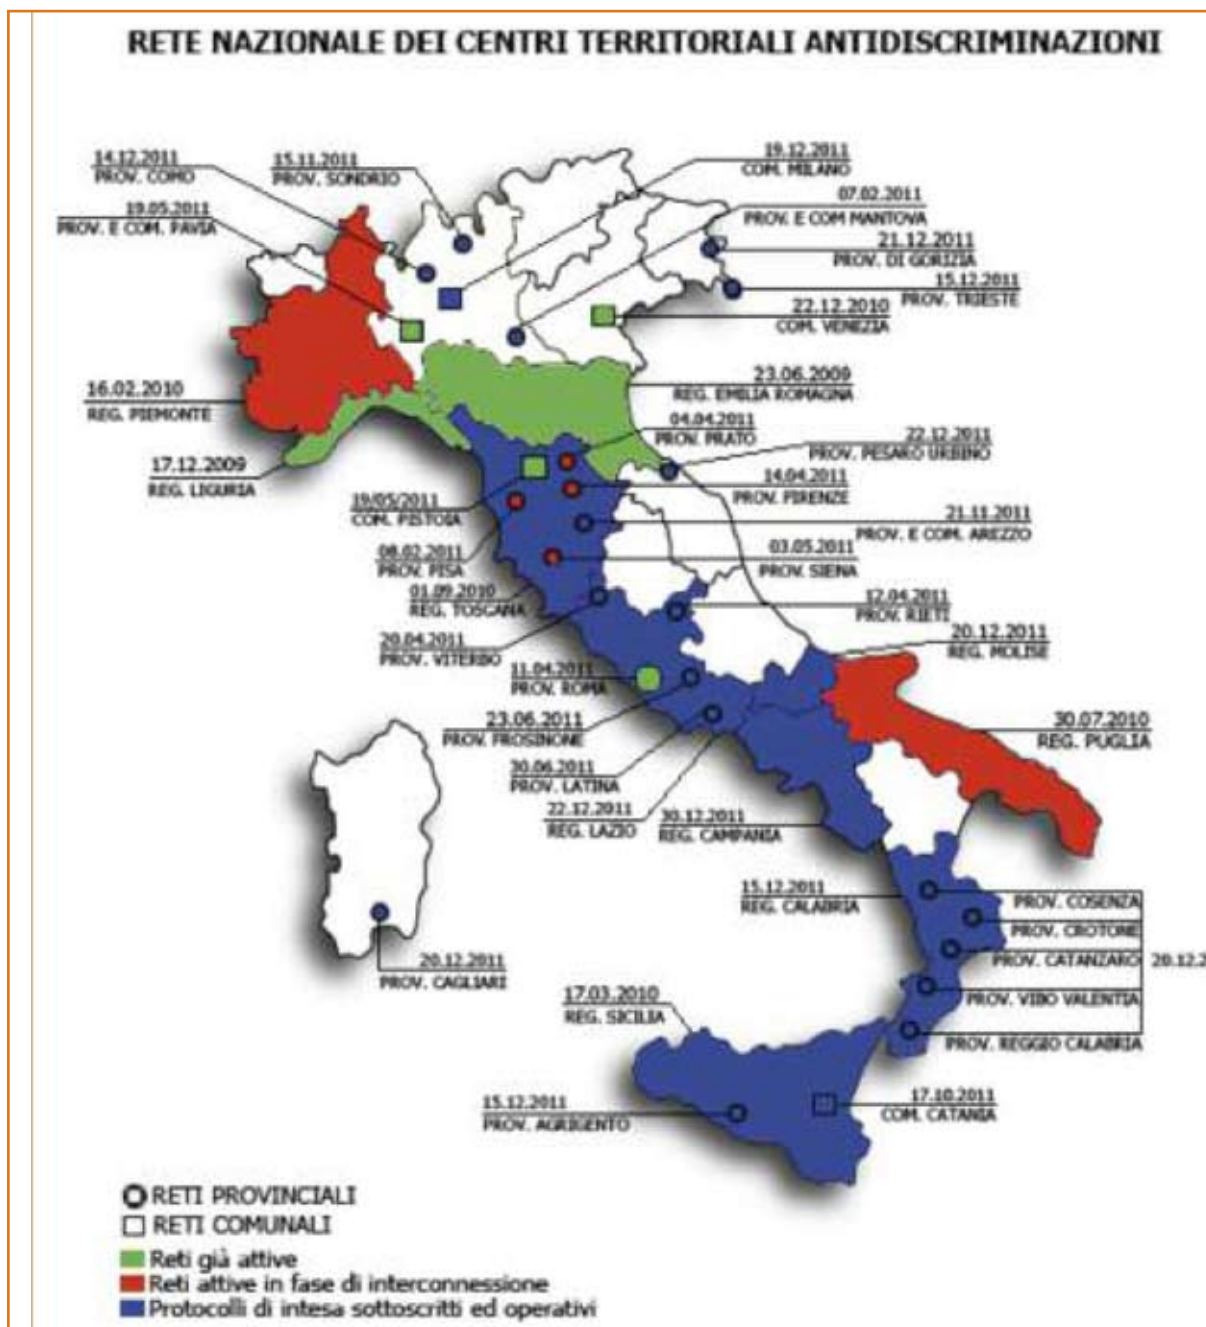 RETE NAZIONALE DEI CENTRI TERRITORIALI ANTIDISCRIMINAZIONI
14.12.2011
PROV. COMO
15.11.2011
PROV. SONDRIO
19.12.2011
COM. MILANO
19.05.2011
PROV. E COM. PAVIA
07.02.2011
PROV. E COM MANTOVA
21.12.2011
PROV. DI GORIZIA
15.12.2011
PROV. TRIESTE
22.12.2010
COM. VENEZIA
16.02.2010
REG. PIEMONTE
23.06.2009
REG. EMILIA ROMAGNA
04.04.2011
PROV. PRATO
22.12.2011
PROV. PESARO URBINO
17.12.2009
REG. LIGURIA
14.04.2011
PROV. FIRENZE
19/05/2011
COM. PISTOIA
21.11.2011
PROV. E COM. AREZZO
08.02.2011
PROV. PISA
03.05.2011
PROV. SIENA
01.09.2010
REG. TOSCANA
12.04.2011
PROV. RIETI
20.04.2011
PROV. VITERBO
20.12.2011
REG. MOLISE
11.04.2011
PROV. ROMA
23.06.2011
PROV. FROSINONE
30.07.2010
REG. PUGLIA
30.06.2011
PROV. LATINA
22.12.2011
REG. LAZIO
30.12.2011
REG. CAMPANIA
15.12.2011
REG. CALABRIA
PROV. COSENZA
PROV. CROTONE
PROV. CATANZARO 20.12.2
PROV. VIBO VALENTIA
PROV. REGGIO CALABRIA
20.12.2011
PROV. CAGLIARI
17.03.2010
REG. SICILIA
15.12.2011
PROV. AGRIGENTO
17.10.2011
COM. CATANIA
RETI PROVINCIALI
RETI COMUNALI
Reti già attive
Reti attive in fase di interconnessione
Protocolli di intesa sottoscritti ed operativi